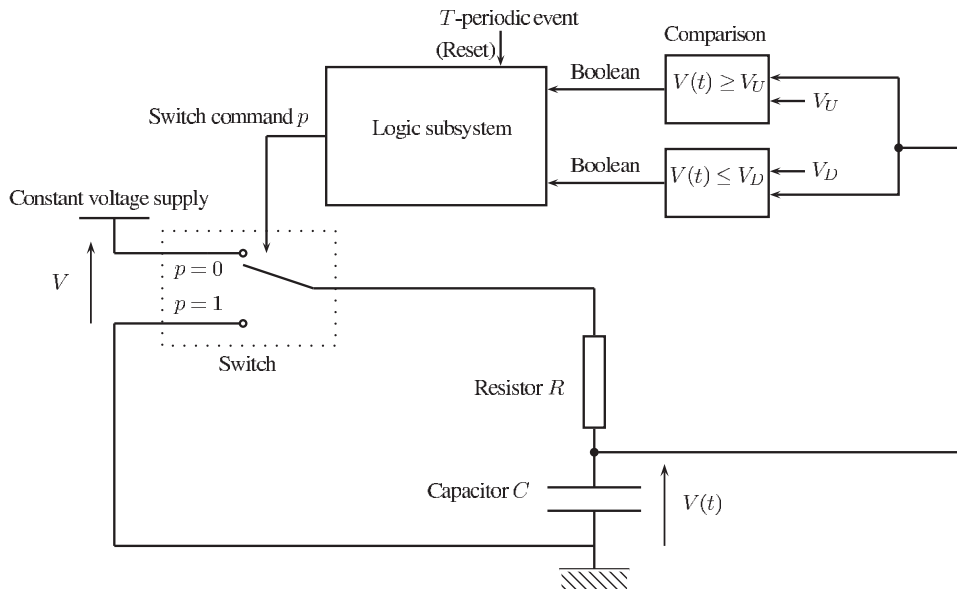 T-periodic event
(Reset)
Comparison
Boolean
V(t) ≥ V_U
V_U
Switch command p
Logic subsystem
Boolean
V(t) ≤ V_D
V_D
Constant voltage supply
V
p = 0
p = 1
Switch
Resistor R
Capacitor C
V(t)